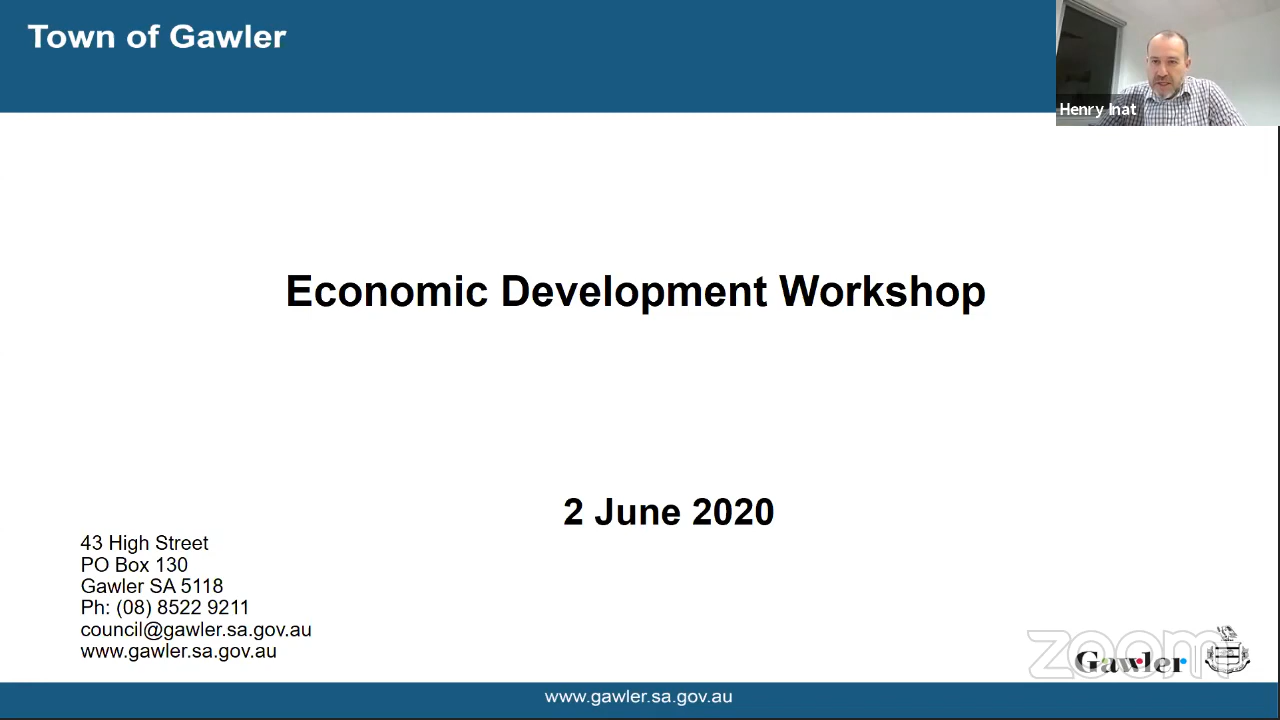 Town of Gawler
Henry Inat
Economic Development Workshop
2 June 2020
43 High Street
PO Box 130
Gawler SA 5118
Ph: (08) 8522 9211
council@gawler.sa.gov.au
www.gawler.sa.gov.au
zoom
Gawler
www.gawler.sa.gov.au